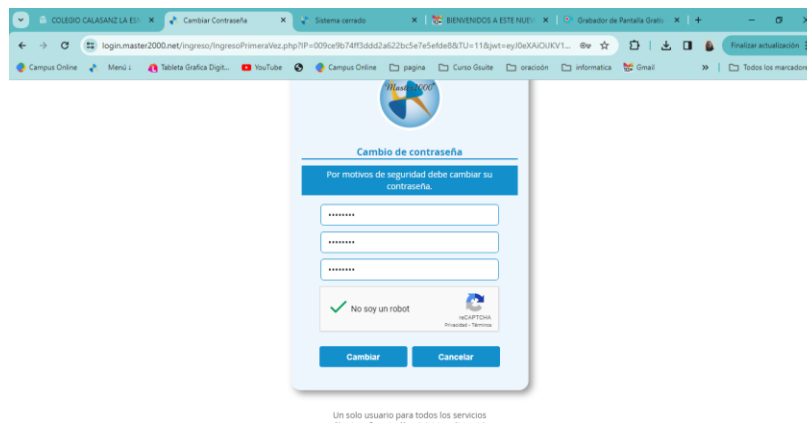 COLEGIO CALASANZ LA ES
Cambiar Contraseña
Sistema cerrado
BIENVENIDOS A ESTE NUE
Grabador de Pantalla Grati
login.master2000.net/ingreso/IngresoPrimeraVez.php?IP=009ce9b74ff3ddd2a622bc5e7e5efde8&TU=11&jwt=eyJ0eXAiOiJKV1...
Finalizar actualización
Campus Online
Menú
Tableta Grafica Digit...
YouTube
Campus Online
pagina
Curso Gsuite
oracioón
informatica
Gmail
»
Todos los marcadore
Master2000
Cambio de contraseña
Por motivos de seguridad debe cambiar su
contraseña.
No soy un robot
reCAPTCHA
Privacidad - Términos
Cambiar
Cancelar
Un solo usuario para todos los servicios